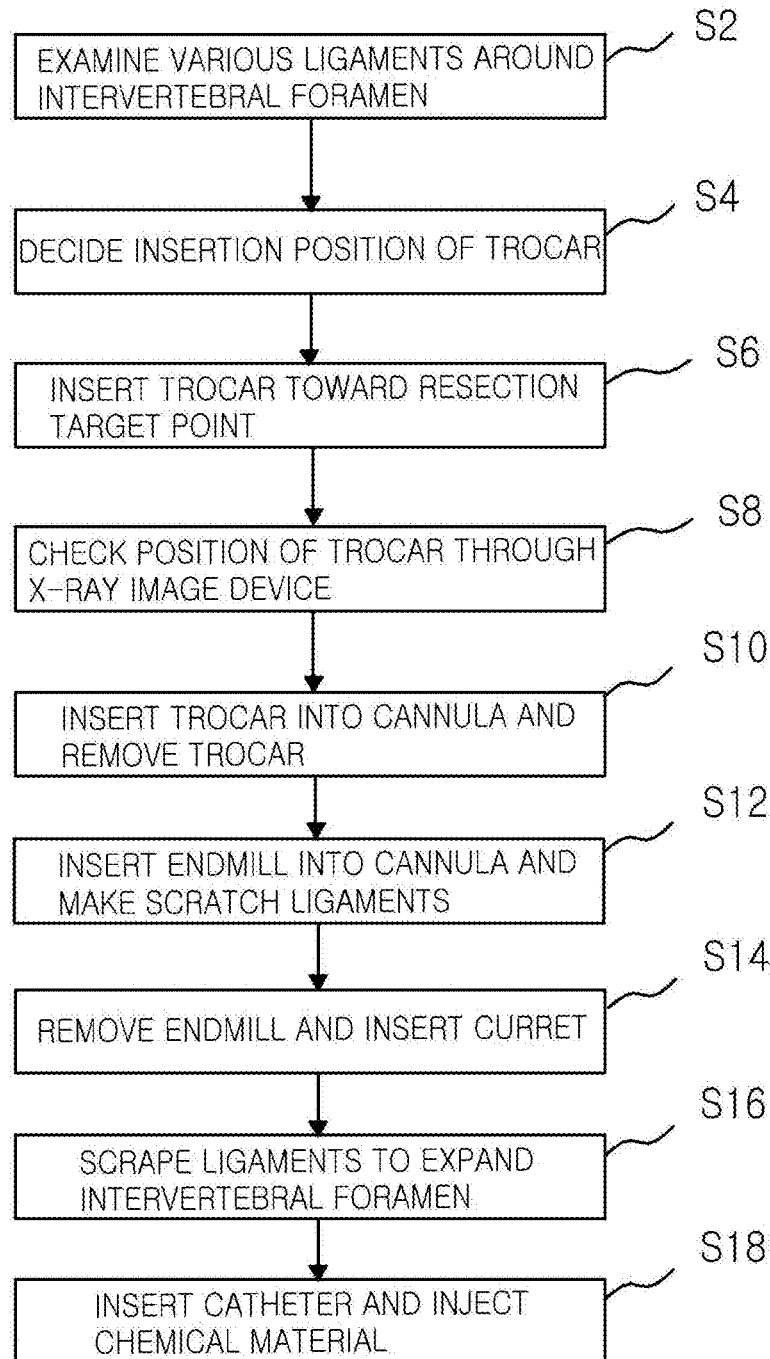 S2
EXAMINE VARIOUS LIGAMENTS AROUND
INTERVERTEBRAL FORAMEN
S4
DECIDE INSERTION POSITION OF TROCAR
S6
INSERT TROCAR TOWARD RESECTION
TARGET POINT
S8
CHECK POSITION OF TROCAR THROUGH
X-RAY IMAGE DEVICE
S10
INSERT TROCAR INTO CANNULA AND
REMOVE TROCAR
S12
INSERT ENDMILL INTO CANNULA AND
MAKE SCRATCH LIGAMENTS
S14
REMOVE ENDMILL AND INSERT CURRET
S16
SCRAPE LIGAMENTS TO EXPAND
INTERVERTEBRAL FORAMEN
S18
INSERT CATHETER AND INJECT
CHEMICAL MATERIAL